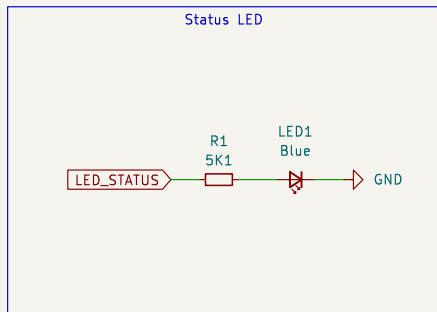 Status LED
R1
5K1
LED1
Blue
LED_STATUS
GND